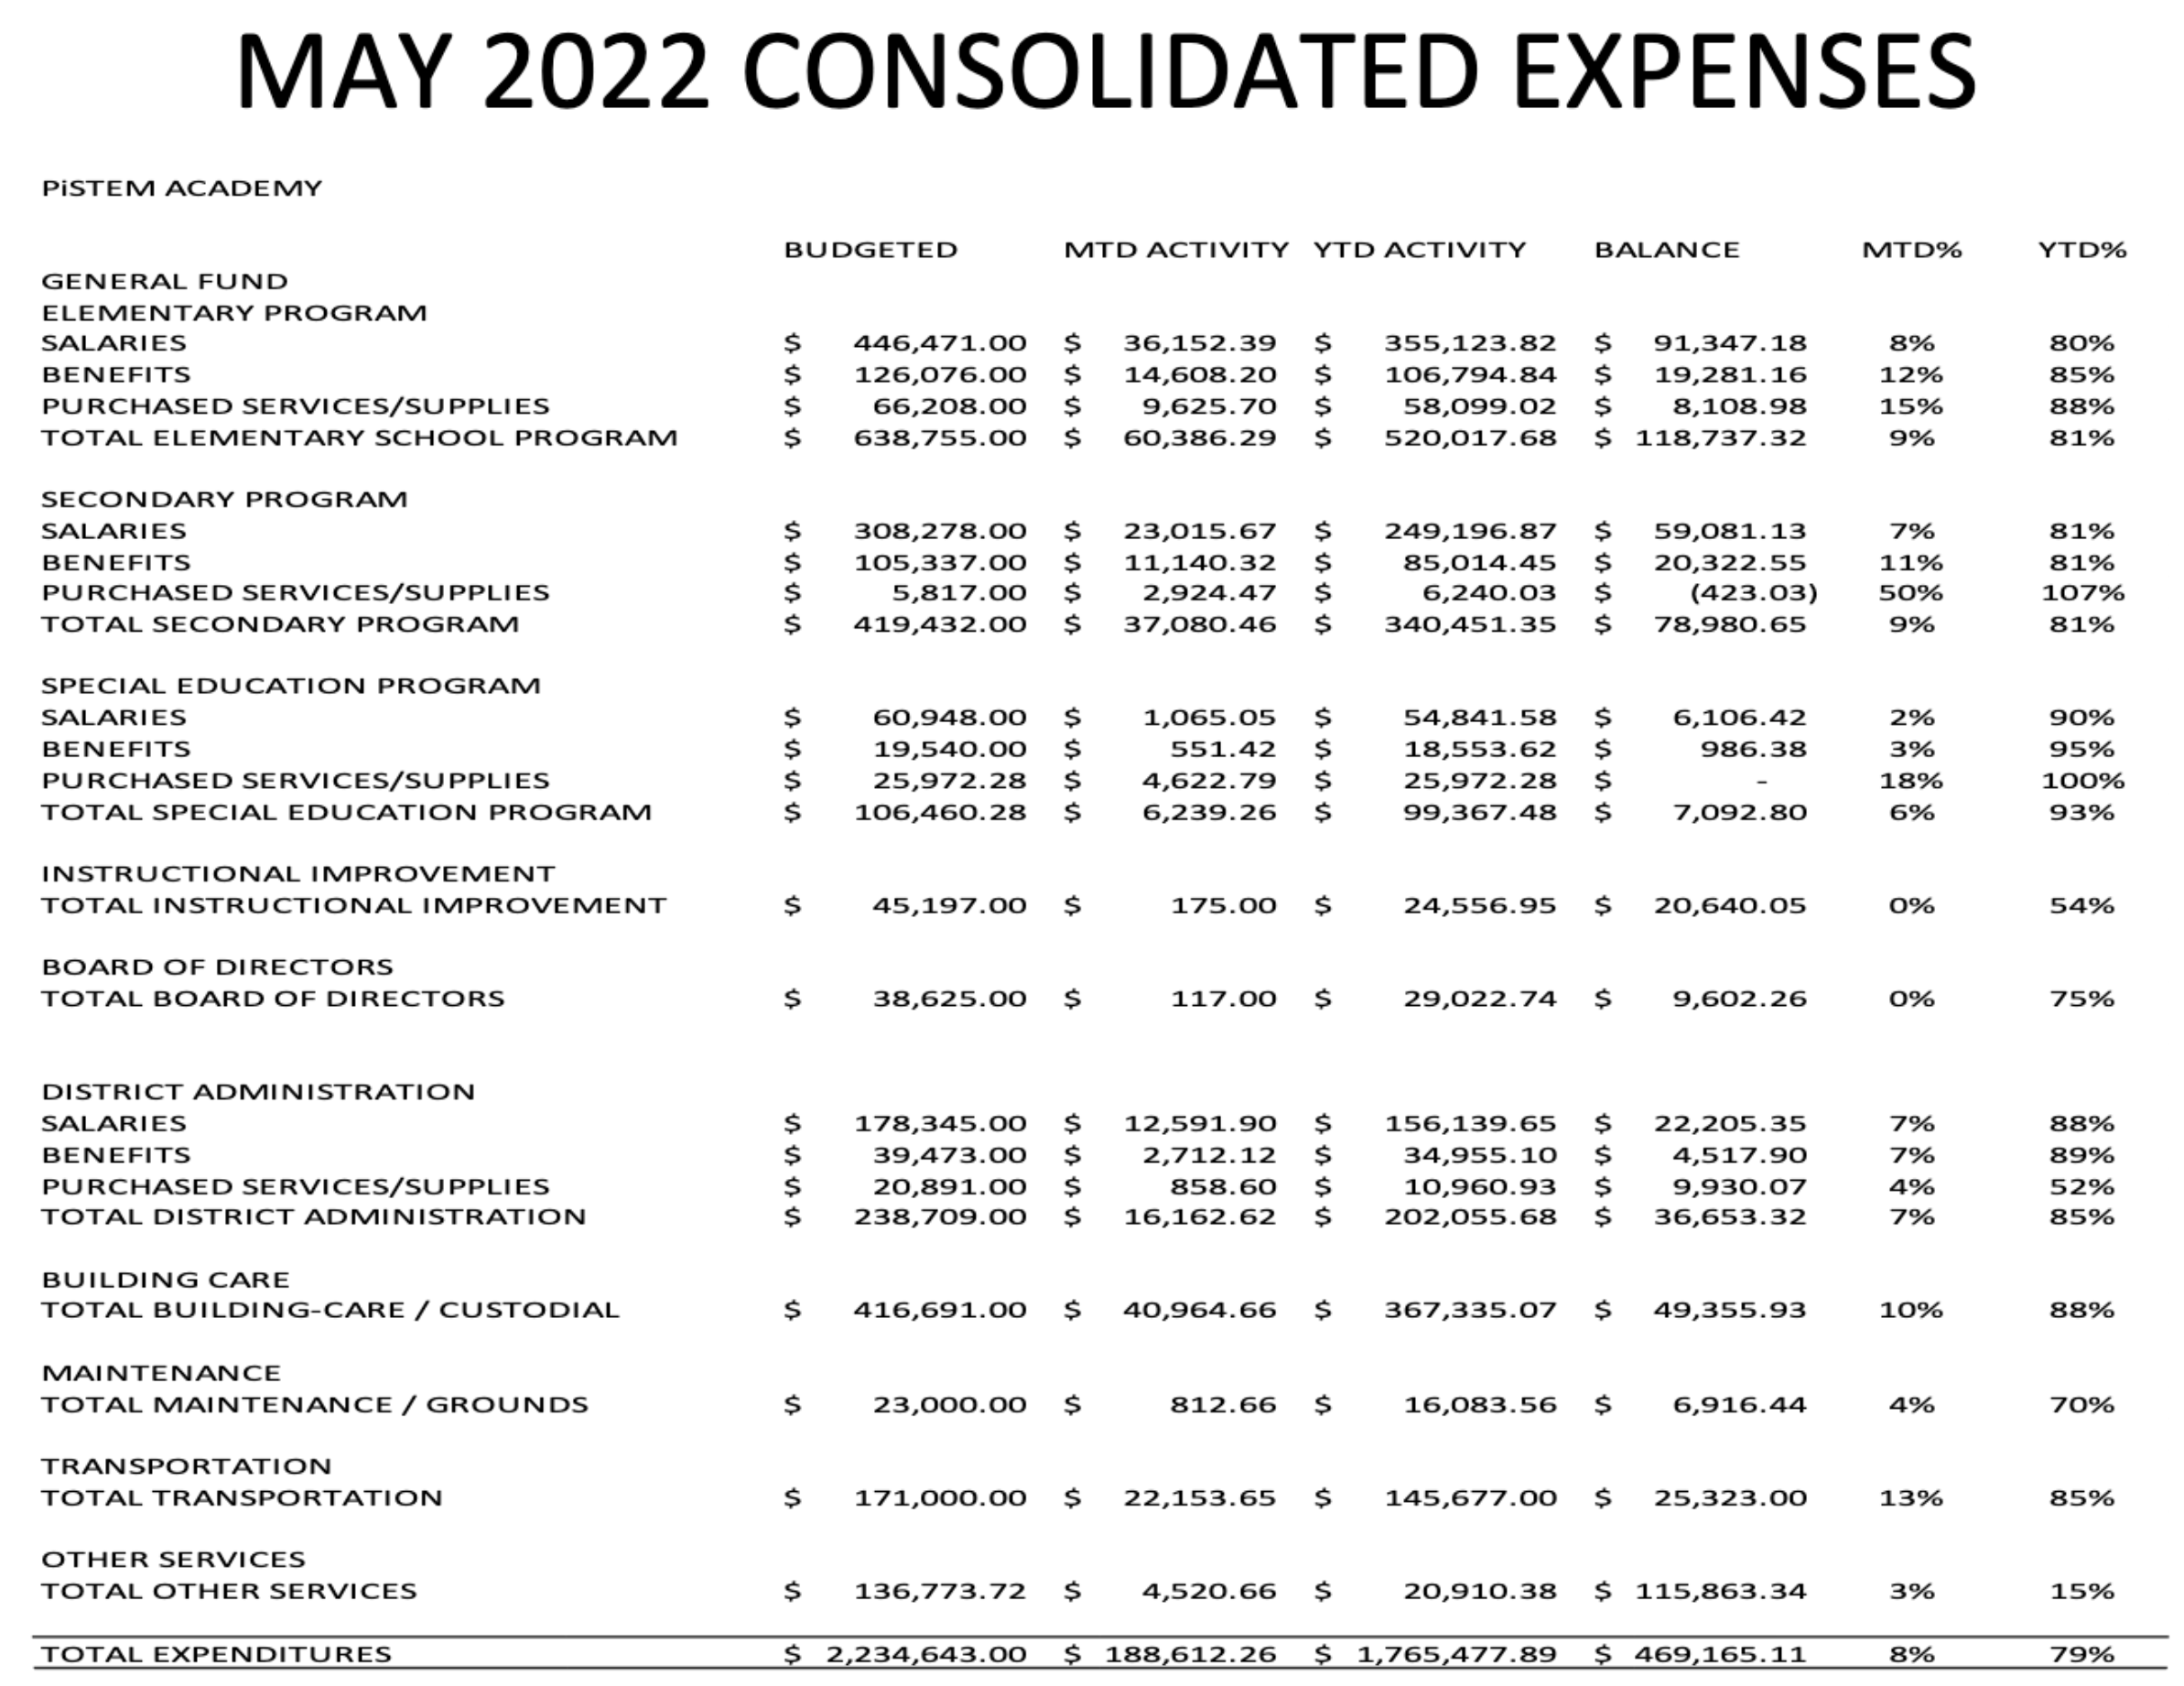 MAY 2022 CONSOLIDATED EXPENSES
PiSTEM ACADEMY
BUDGETED MTD ACTIVITY YTD ACTIVITY BALANCE MTD% YTD%
GENERAL FUND
ELEMENTARY PROGRAM
SALARIES $ 446,471.00 $ 36,152.39 $ 355,123.82 $ 91,347.18 8% 80%
BENEFITS $ 126,076.00 $ 14,608.20 $ 106,794.84 $ 19,281.16 12% 85%
PURCHASED SERVICES/SUPPLIES $ 66,208.00 $ 9,625.70 $ 58,099.02 $ 8,108.98 15% 88%
TOTAL ELEMENTARY SCHOOL PROGRAM $ 638,755.00 $ 60,386.29 $ 520,017.68 $ 118,737.32 9% 81%
SECONDARY PROGRAM
SALARIES $ 308,278.00 $ 23,015.67 $ 249,196.87 $ 59,081.13 7% 81%
BENEFITS $ 105,337.00 $ 11,140.32 $ 85,014.45 $ 20,322.55 11% 81%
PURCHASED SERVICES/SUPPLIES $ 5,817.00 $ 2,924.47 $ 6,240.03 $ (423.03) 50% 107%
TOTAL SECONDARY PROGRAM $ 419,432.00 $ 37,080.46 $ 340,451.35 $ 78,980.65 9% 81%
SPECIAL EDUCATION PROGRAM
SALARIES $ 60,948.00 $ 1,065.05 $ 54,841.58 $ 6,106.42 2% 90%
BENEFITS $ 19,540.00 $ 551.42 $ 18,553.62 $ 986.38 3% 95%
PURCHASED SERVICES/SUPPLIES $ 25,972.28 $ 4,622.79 $ 25,972.28 $ - 18% 100%
TOTAL SPECIAL EDUCATION PROGRAM $ 106,460.28 $ 6,239.26 $ 99,367.48 $ 7,092.80 6% 93%
INSTRUCTIONAL IMPROVEMENT
TOTAL INSTRUCTIONAL IMPROVEMENT $ 45,197.00 $ 175.00 $ 24,556.95 $ 20,640.05 0% 54%
BOARD OF DIRECTORS
TOTAL BOARD OF DIRECTORS $ 38,625.00 $ 117.00 $ 29,022.74 $ 9,602.26 0% 75%
DISTRICT ADMINISTRATION
SALARIES $ 178,345.00 $ 12,591.90 $ 156,139.65 $ 22,205.35 7% 88%
BENEFITS $ 39,473.00 $ 2,712.12 $ 34,955.10 $ 4,517.90 7% 89%
PURCHASED SERVICES/SUPPLIES $ 20,891.00 $ 858.60 $ 10,960.93 $ 9,930.07 4% 52%
TOTAL DISTRICT ADMINISTRATION $ 238,709.00 $ 16,162.62 $ 202,055.68 $ 36,653.32 7% 85%
BUILDING CARE
TOTAL BUILDING-CARE / CUSTODIAL $ 416,691.00 $ 40,964.66 $ 367,335.07 $ 49,355.93 10% 88%
MAINTENANCE
TOTAL MAINTENANCE / GROUNDS $ 23,000.00 $ 812.66 $ 16,083.56 $ 6,916.44 4% 70%
TRANSPORTATION
TOTAL TRANSPORTATION $ 171,000.00 $ 22,153.65 $ 145,677.00 $ 25,323.00 13% 85%
OTHER SERVICES
TOTAL OTHER SERVICES $ 136,773.72 $ 4,520.66 $ 20,910.38 $ 115,863.34 3% 15%
TOTAL EXPENDITURES $ 2,234,643.00 $ 188,612.26 $ 1,765,477.89 $ 469,165.11 8% 79%